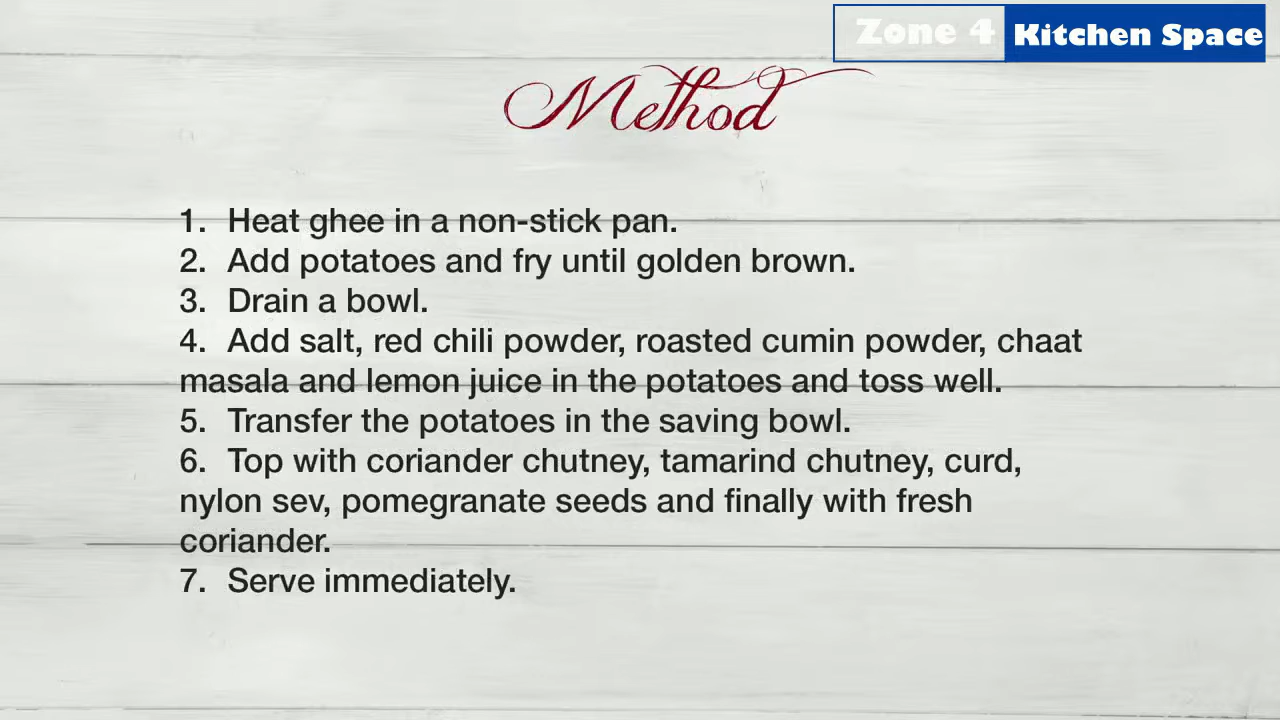 Zone 4 Kitchen Space
Method
1. Heat ghee in a non-stick pan.
2. Add potatoes and fry until golden brown.
3. Drain a bowl.
4. Add salt, red chili powder, roasted cumin powder, chaat
masala and lemon juice in the potatoes and toss well.
5. Transfer the potatoes in the saving bowl.
6. Top with coriander chutney, tamarind chutney, curd,
nylon sev, pomegranate seeds and finally with fresh
coriander.
7. Serve immediately.